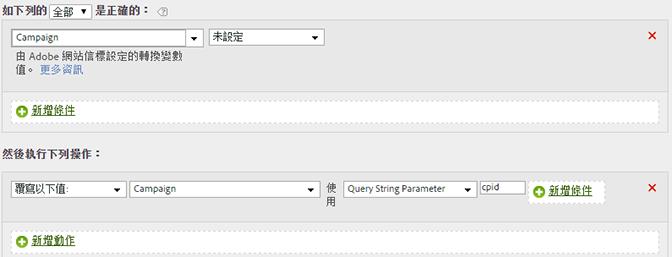 如下列的 全部 是正確的：
Campaign 未設定
由 Adobe 網站信標設定的轉換變數
值。 更多資訊
新增條件
然後執行下列操作：
覆寫以下值: Campaign 使用 Query String Parameter cpid 新增條件
新增動作